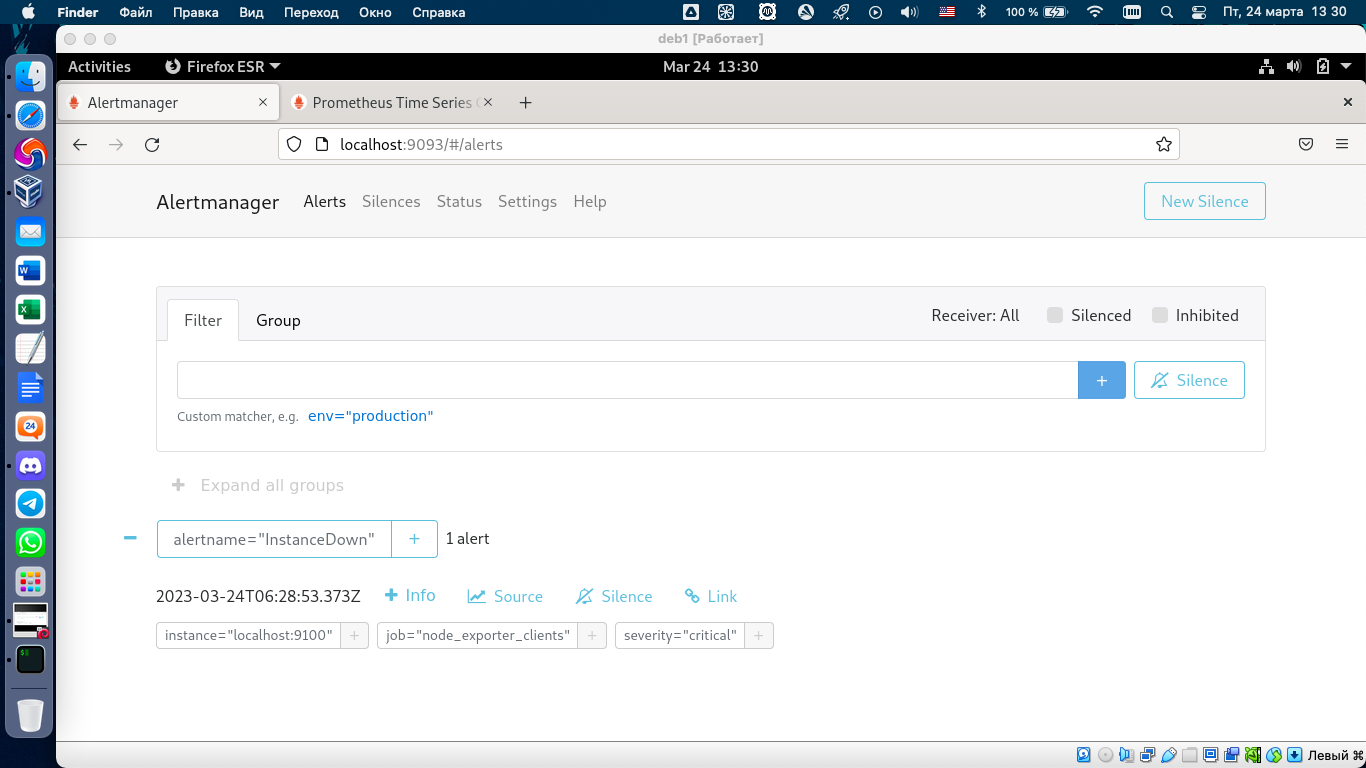 Finder Файл Правка Вид Переход Окно Справка 100 % Пт, 24 марта 13 30
deb1 [Работает]
Activities Firefox ESR Mar 24 13:30
Alertmanager Prometheus Time Series
localhost:9093/#/alerts
Alertmanager Alerts Silences Status Settings Help New Silence
Filter Group Receiver: All Silenced Inhibited
+ Silence
Custom matcher, e.g. env="production"
+ Expand all groups
alertname="InstanceDown" + 1 alert
2023-03-24T06:28:53.373Z + Info Source Silence Link
instance="localhost:9100" + job="node_exporter_clients" + severity="critical" +
W
X
24
Левый ⌘